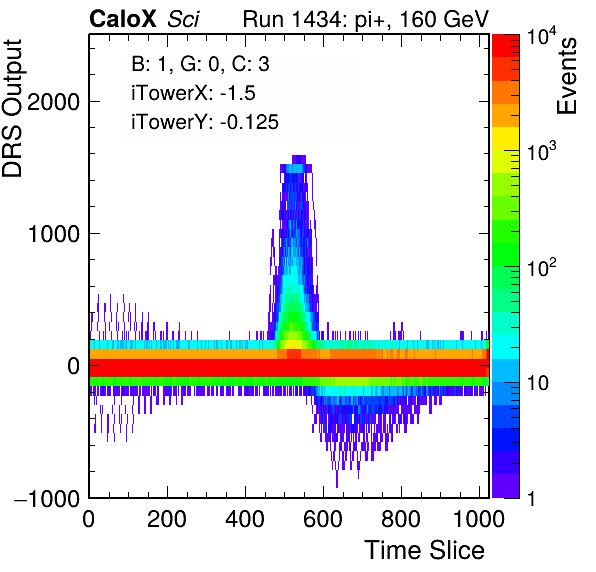 CaloX Sci Run 1434: pi+, 160 GeV
B: 1, G: 0, C: 3
iTowerX: -1.5
iTowerY: -0.125
DRS Output
2000
1000
0
−1000
0 200 400 600 800 1000
Time Slice
Events
10^4
10^3
10^2
10
1